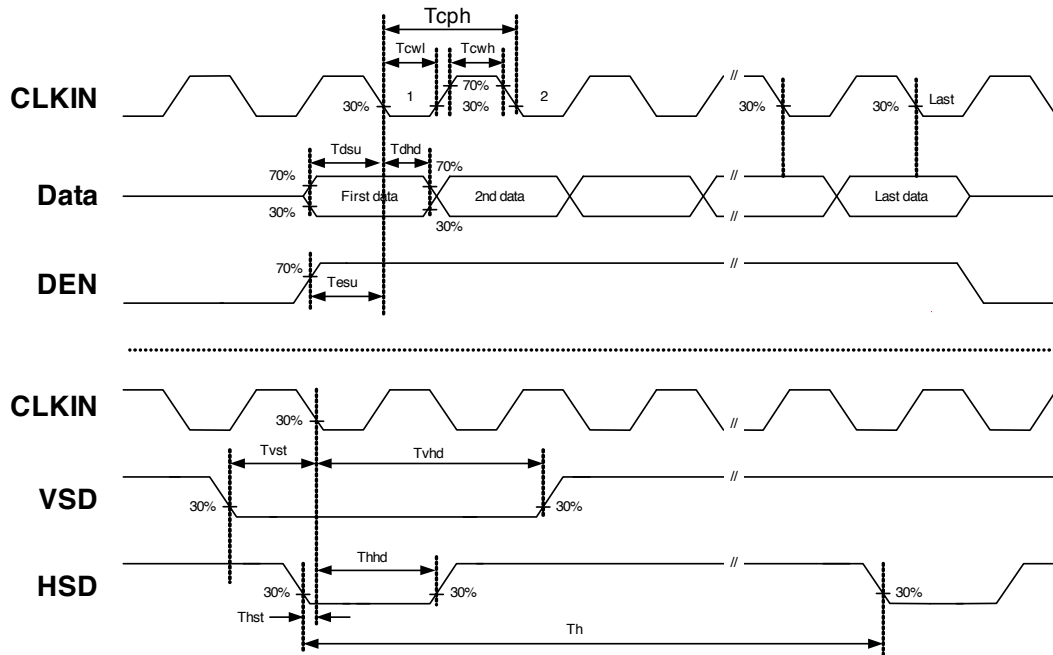 Tcph
Tcwl Tcwh
CLKIN 30% 1 70% 30% 2 // 30% 30% Last
Tdsu Tdhd
Data 70% 30% First data 70% 30% 2nd data // // Last data
DEN 70% Tesu //
CLKIN 30% //
Tvst Tvhd
VSD 30% 30% //
HSD 30% Thhd 30% // 30%
Thst
Th